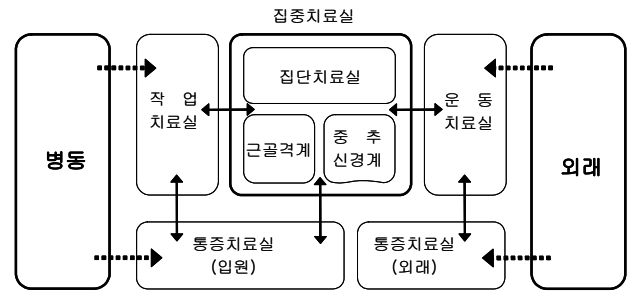 집중치료실
병동
작 업
치료실
집단치료실
근골격계
중 추
신경계
운 동
치료실
외래
통증치료실
(입원)
통증치료실
(외래)